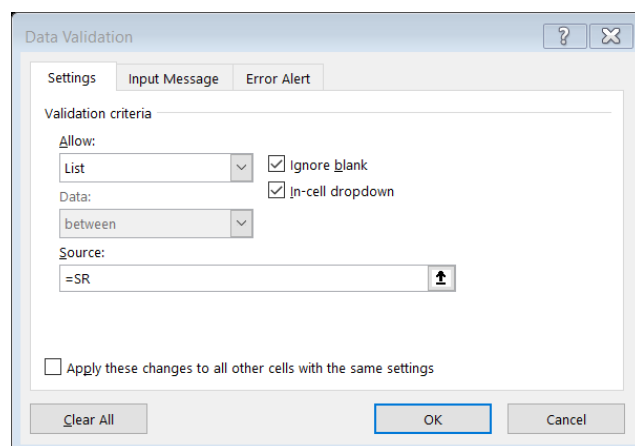 Data Validation
Settings Input Message Error Alert
Validation criteria
Allow:
List
Ignore blank
Data:
In-cell dropdown
between
Source:
=SR
Apply these changes to all other cells with the same settings
Clear All OK Cancel